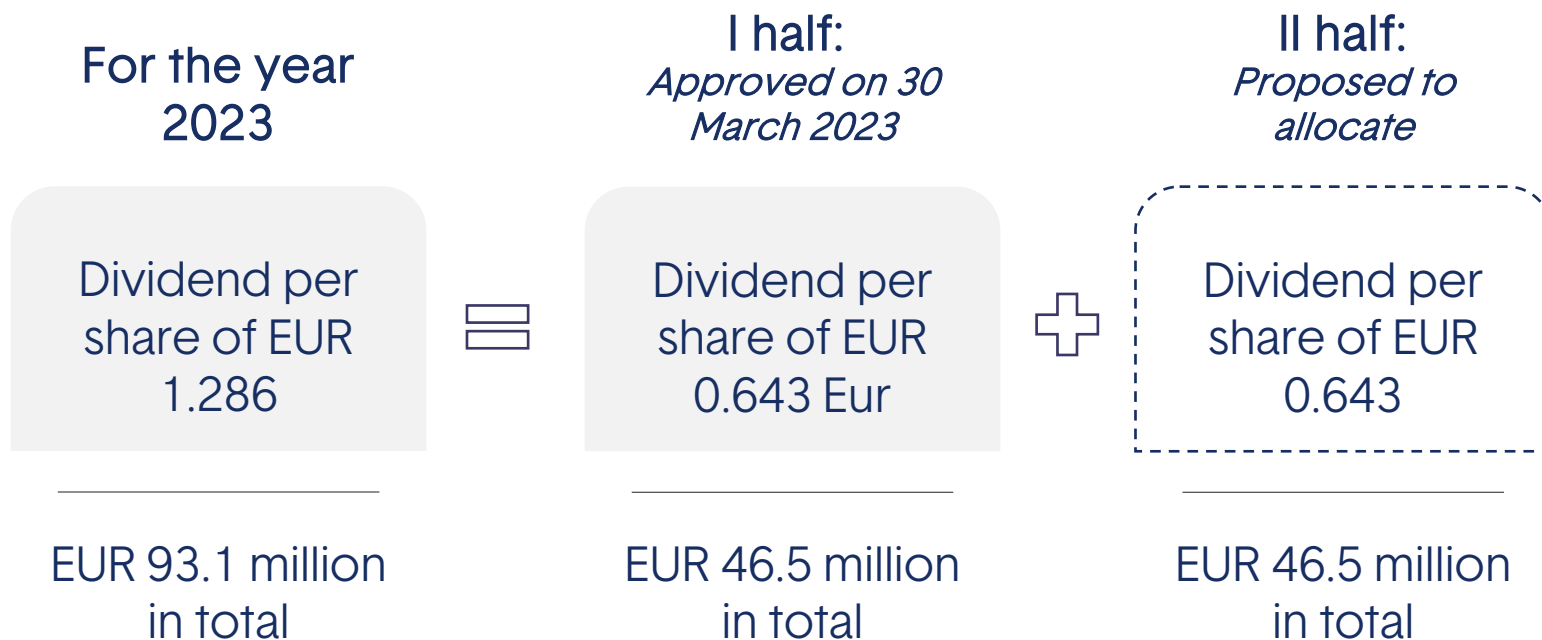 For the year
2023
Dividend per
share of EUR
1.286
EUR 93.1 million
in total
I half:
Approved on 30
March 2023
Dividend per
share of EUR
0.643 Eur
EUR 46.5 million
in total
II half:
Proposed to
allocate
Dividend per
share of EUR
0.643
EUR 46.5 million
in total